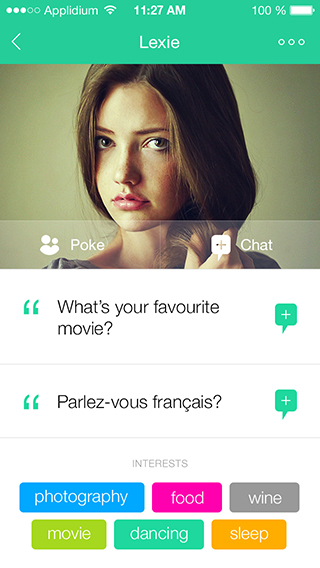 Applidium 11:27 AM 100 %
Lexie
Poke Chat
What's your favourite
movie?
Parlez-vous français?
INTERESTS
photography food wine
movie dancing sleep